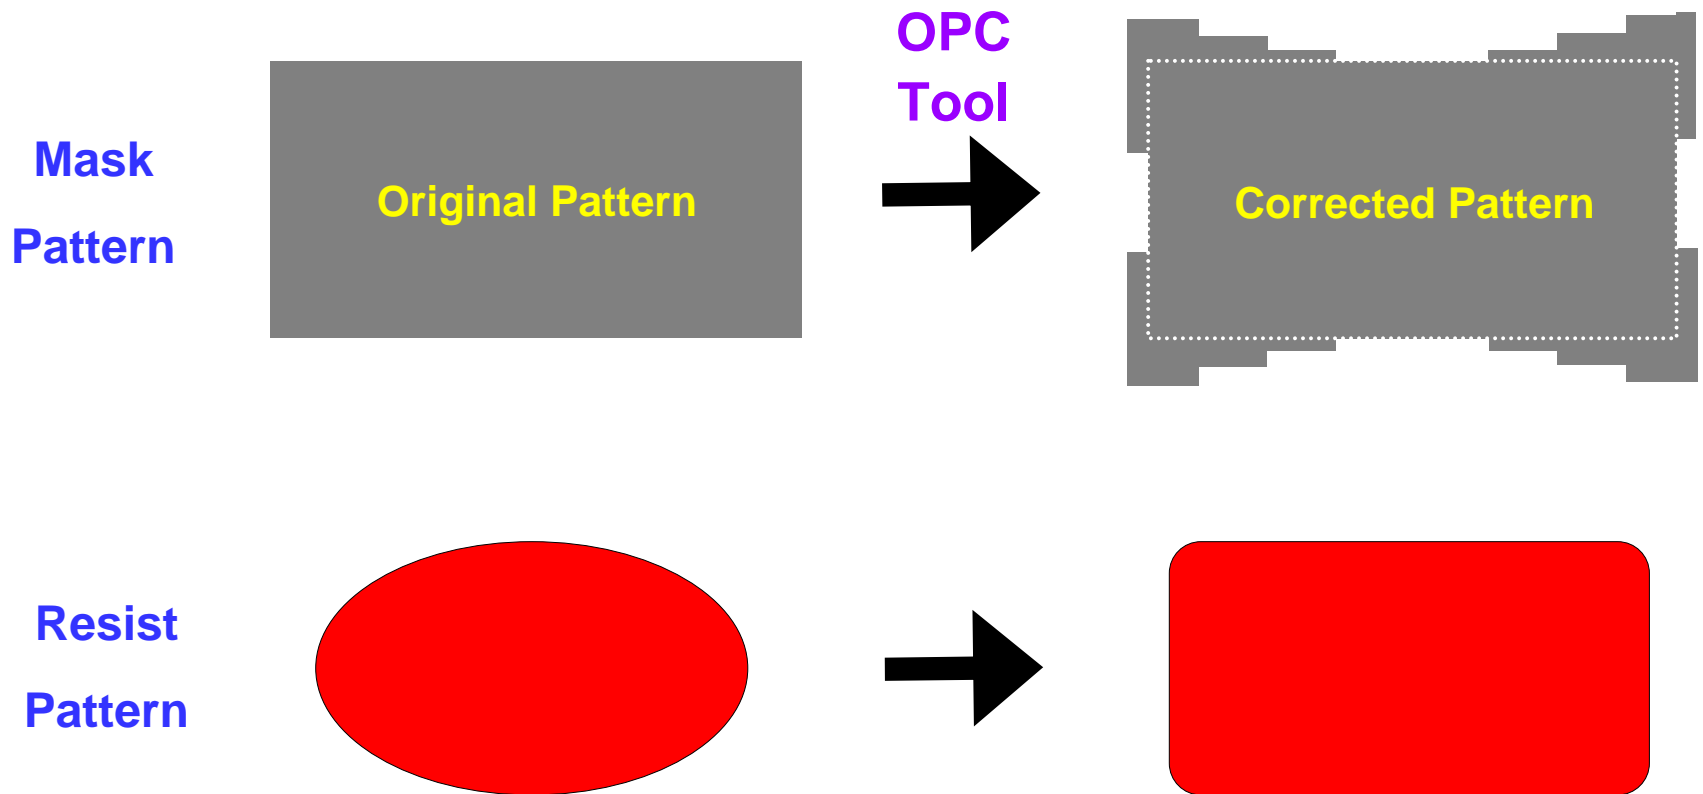 OPC
Tool
Mask
Pattern
Original Pattern
Corrected Pattern
Resist
Pattern